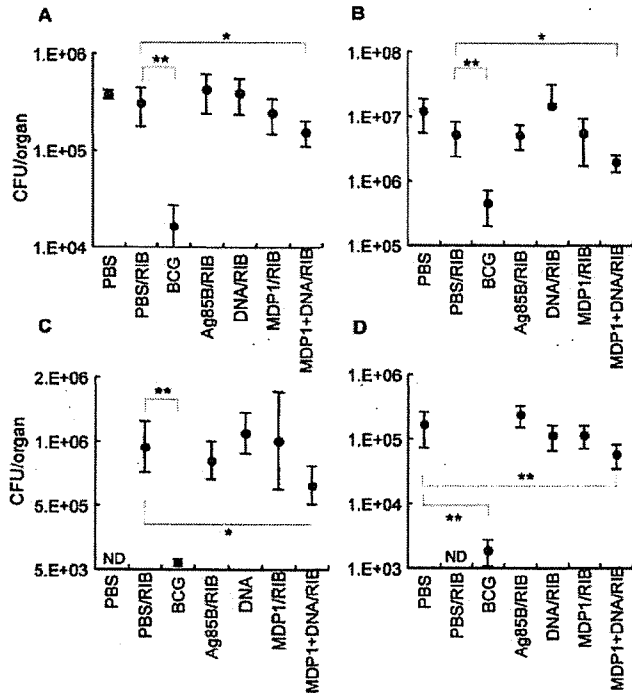 A
CFU/organ
1.E+06
1.E+05
1.E+04
*
**
PBS
PBS/RIB
BCG
Ag85B/RIB
DNA/RIB
MDP1/RIB
MDP1+DNA/RIB
B
1.E+08
1.E+07
1.E+06
1.E+05
*
**
PBS
PBS/RIB
BCG
Ag85B/RIB
DNA/RIB
MDP1/RIB
MDP1+DNA/RIB
C
CFU/organ
2.E+06
1.E+06
5.E+05
5.E+03
**
*
ND
PBS
PBS/RIB
BCG
Ag85B/RIB
DNA
MDP1/RIB
MDP1+DNA/RIB
D
1.E+06
1.E+05
1.E+04
1.E+03
**
**
ND
PBS
PBS/RIB
BCG
Ag85B/RIB
DNA/RIB
MDP1/RIB
MDP1+DNA/RIB